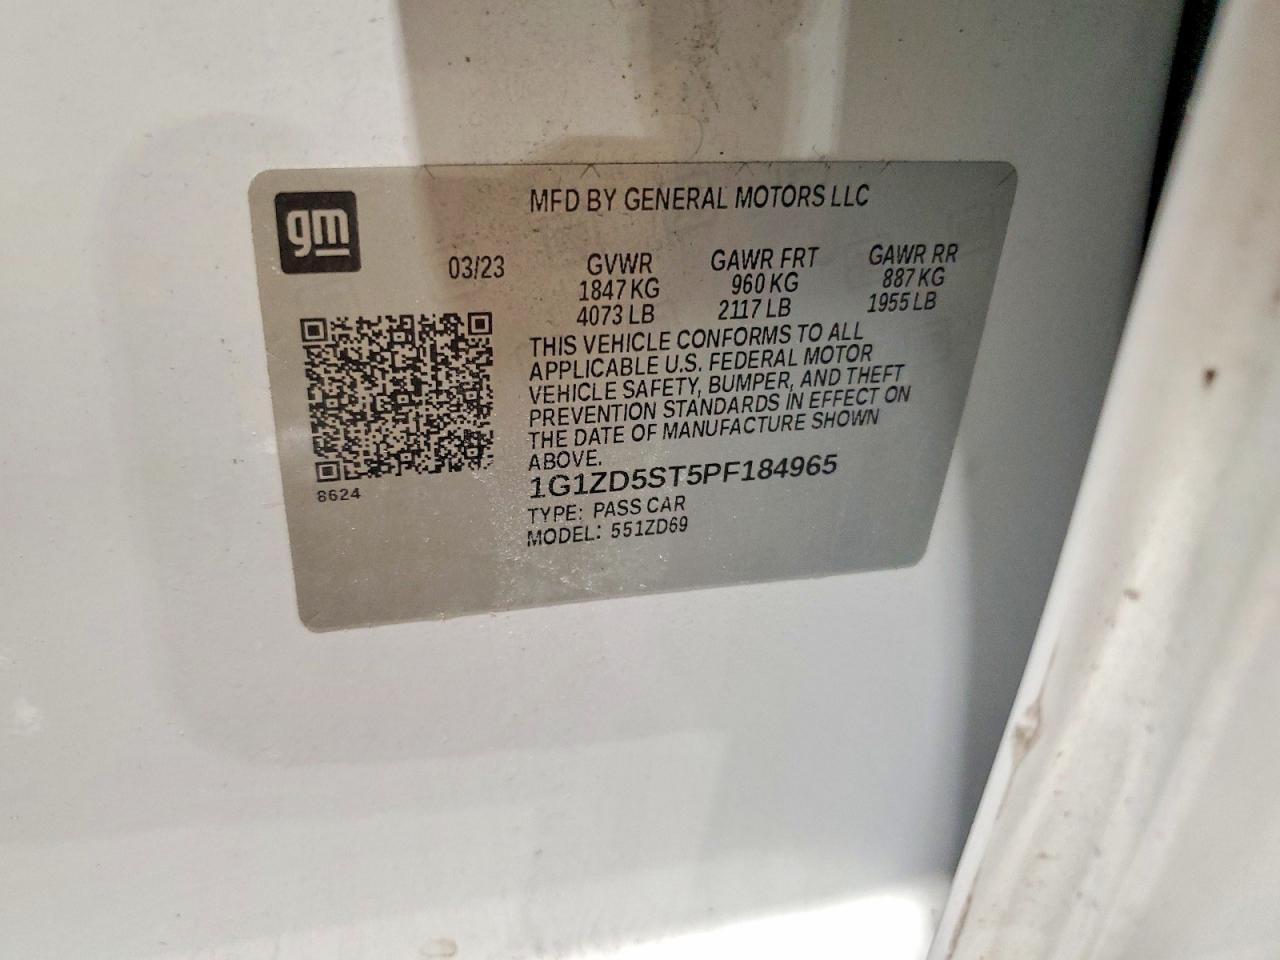 gm
MFD BY GENERAL MOTORS LLC
03/23 GVWR GAWR FRT GAWR RR
1847 KG 960 KG 887 KG
4073 LB 2117 LB 1955 LB
THIS VEHICLE CONFORMS TO ALL
APPLICABLE U.S. FEDERAL MOTOR
VEHICLE SAFETY, BUMPER, AND THEFT
PREVENTION STANDARDS IN EFFECT ON
THE DATE OF MANUFACTURE SHOWN
ABOVE.
8624
1G1ZD5ST5PF184965
TYPE: PASS CAR
MODEL: 551ZD69